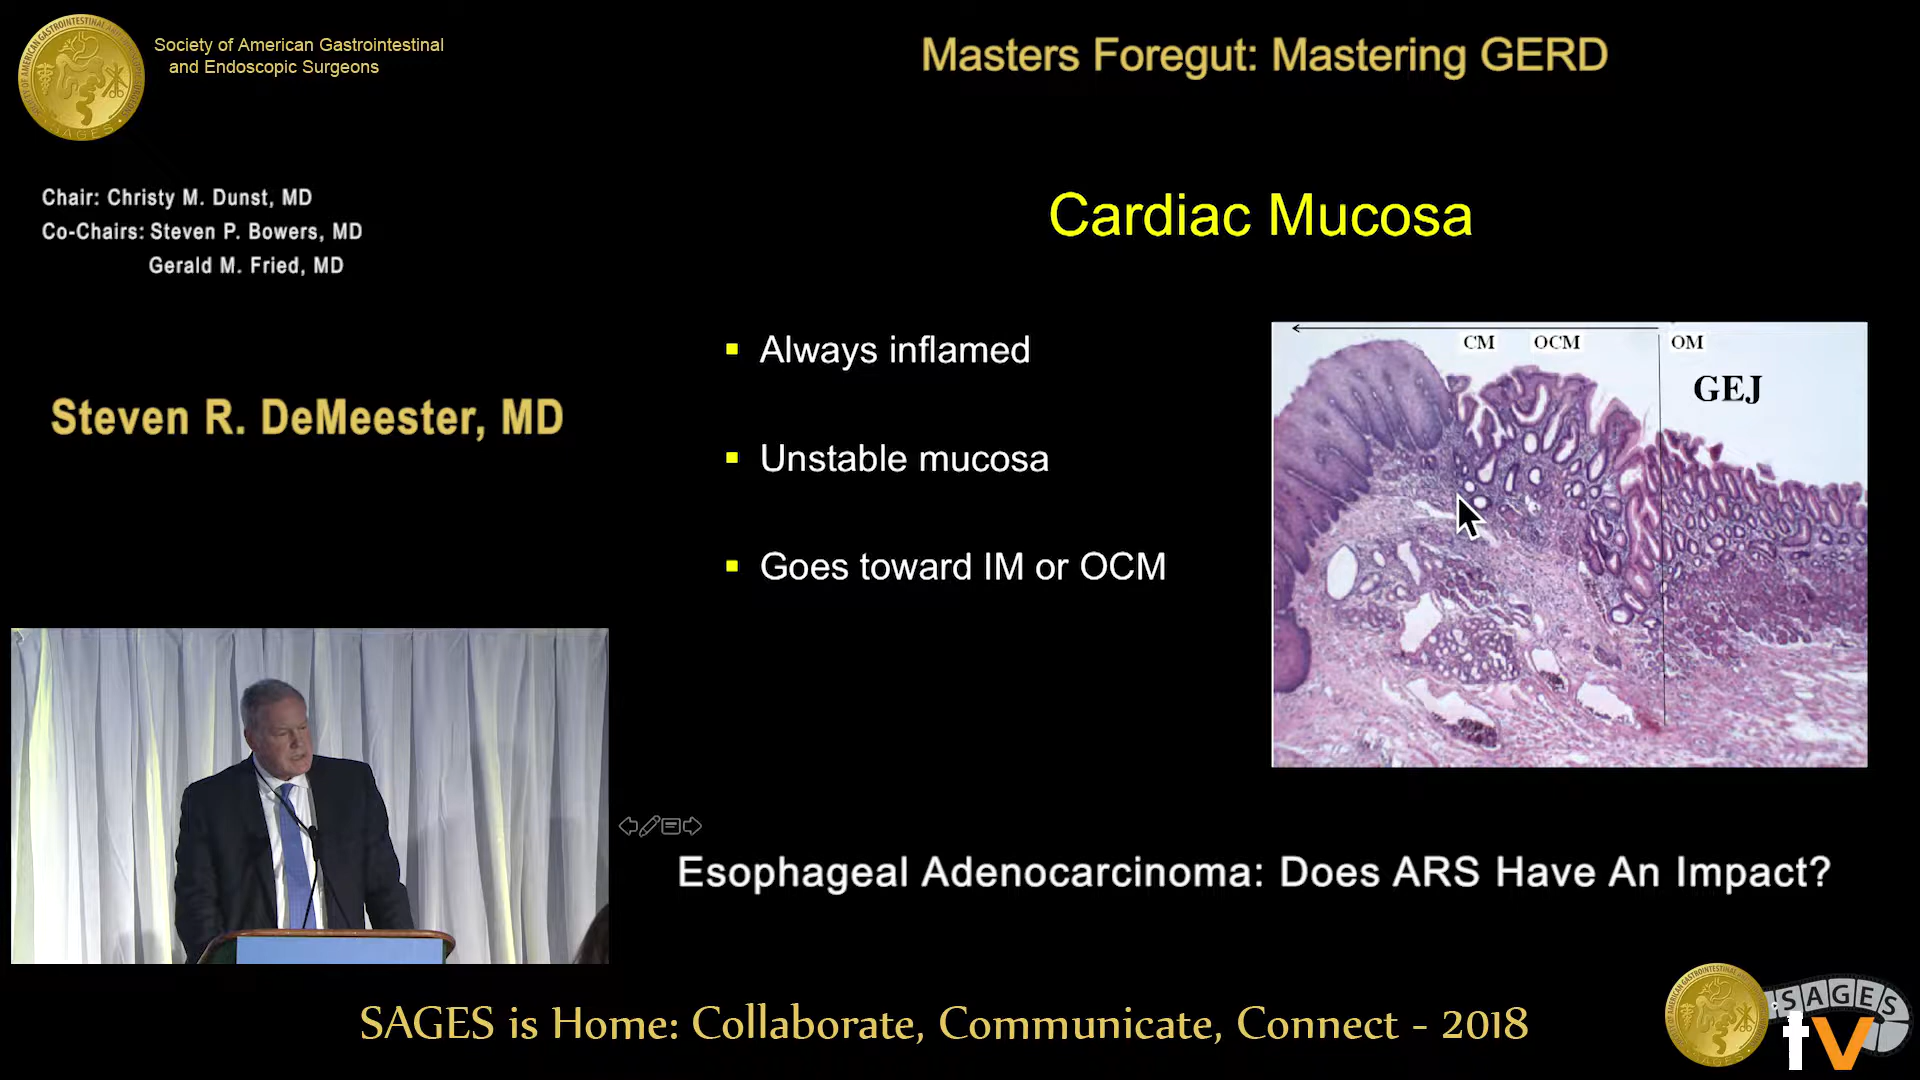 Society of American Gastrointestinal
and Endoscopic Surgeons
Masters Foregut: Mastering GERD
Chair: Christy M. Dunst, MD
Co-Chairs: Steven P. Bowers, MD
Gerald M. Fried, MD
Steven R. DeMeester, MD
Cardiac Mucosa
Always inflamed
Unstable mucosa
Goes toward IM or OCM
CM OCM OM
GEJ
Esophageal Adenocarcinoma: Does ARS Have An Impact?
SAGES is Home: Collaborate, Communicate, Connect - 2018
SAGES
tv